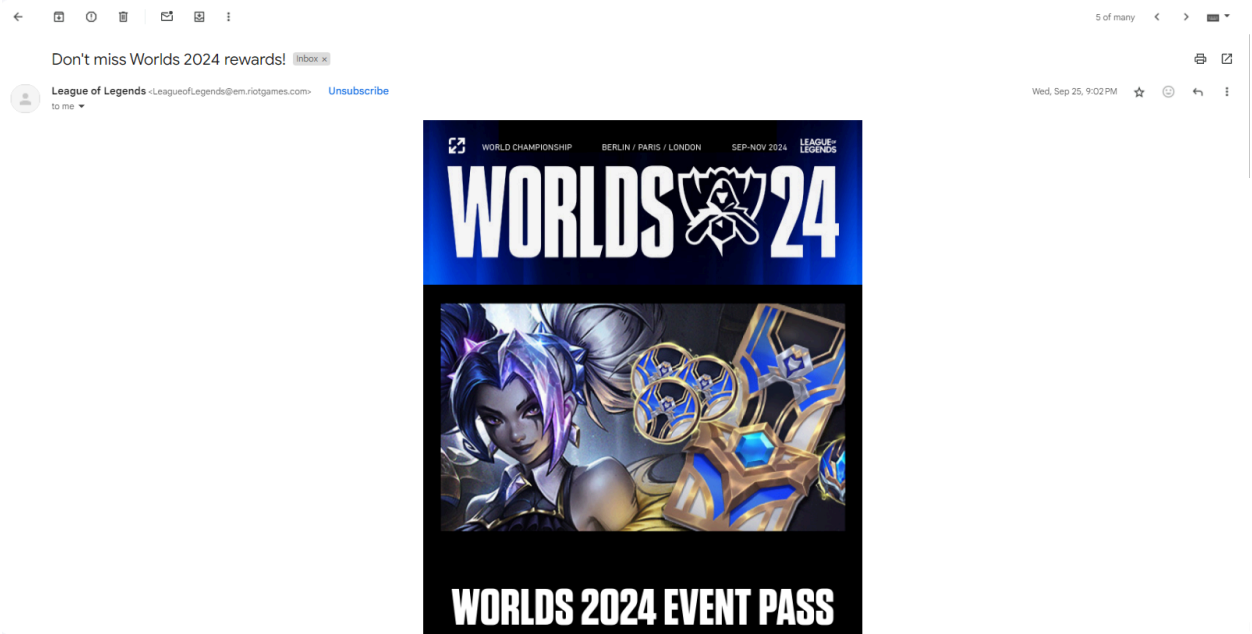 5 of many
Don't miss Worlds 2024 rewards! Inbox x
League of Legends <LeagueofLegends@em.riotgames.com> Unsubscribe Wed, Sep 25, 9:02 PM
to me
WORLD CHAMPIONSHIP BERLIN / PARIS / LONDON SEP-NOV 2024 LEAGUE OF
LEGENDS
WORLDS 24
WORLDS 2024 EVENT PASS